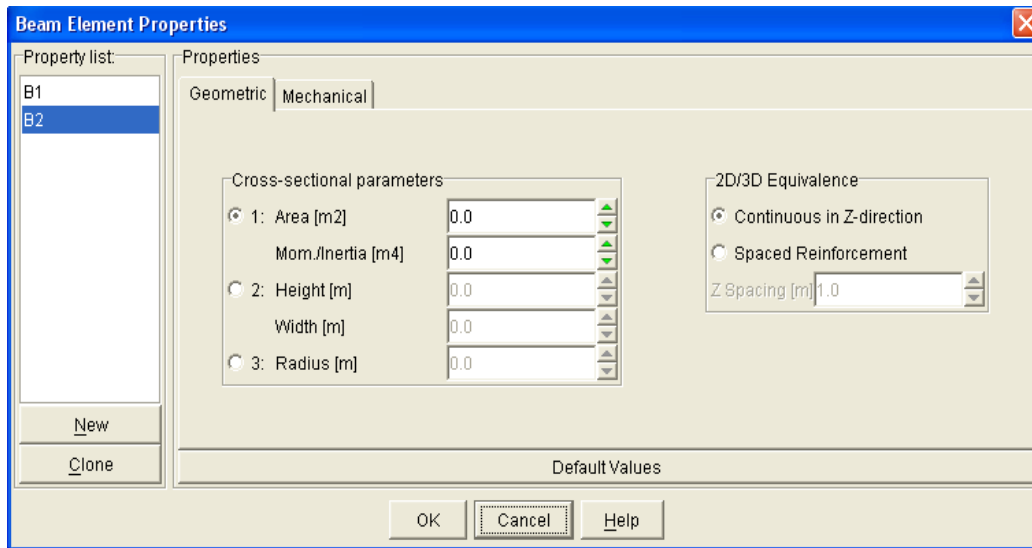 Beam Element Properties
Property list:
B1
B2
New
Clone
Properties
Geometric
Mechanical
Cross-sectional parameters
1: Area [m2] 0.0
Mom./Inertia [m4] 0.0
2: Height [m] 0.0
Width [m] 0.0
3: Radius [m] 0.0
2D/3D Equivalence
Continuous in Z-direction
Spaced Reinforcement
Z Spacing [m] 1.0
Default Values
OK
Cancel
Help